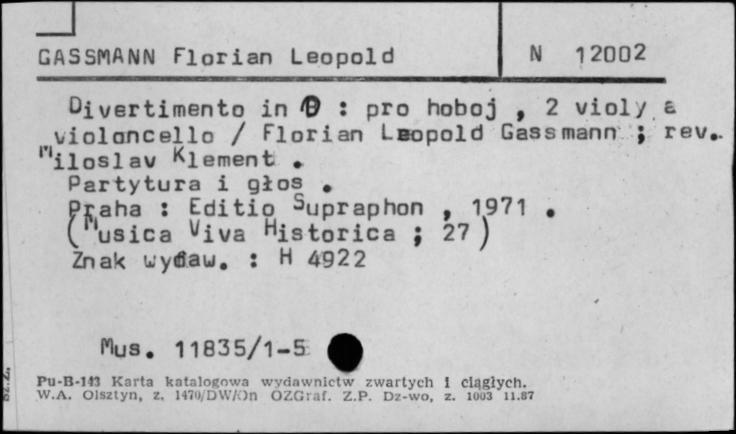 GASSMANN Florian Leopold N 12002
Divertimento in D : pro hoboj , 2 violy a
violoncello / Florian Leopold Gassmann ; rev.
Miloslav Klement .
Partytura i głos .
Praha : Editio Supraphon , 1971 .
(Musica Viva Historica ; 27)
Znak wydaw. : H 4922
Mus. 11835/1-5
Sz.Z.
Pu-B-143 Karta katalogowa wydawnictw zwartych i ciągłych.
W.A. Olsztyn, z. 1470/DW/On OZGraf. Z.P. Dz-wo, z. 1003 11.87